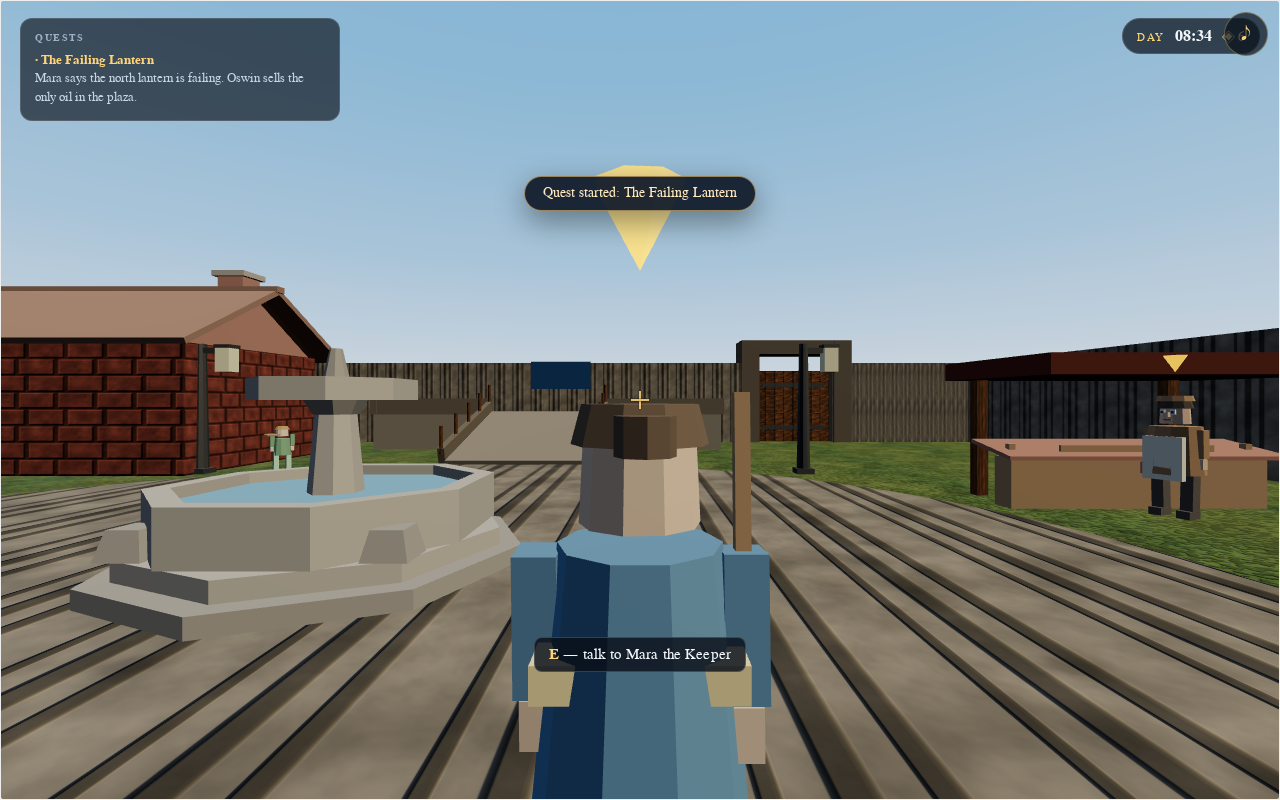 QUESTS
· The Failing Lantern
Mara says the north lantern is failing. Oswin sells the
only oil in the plaza.
DAY 08:34
Quest started: The Failing Lantern
E — talk to Mara the Keeper